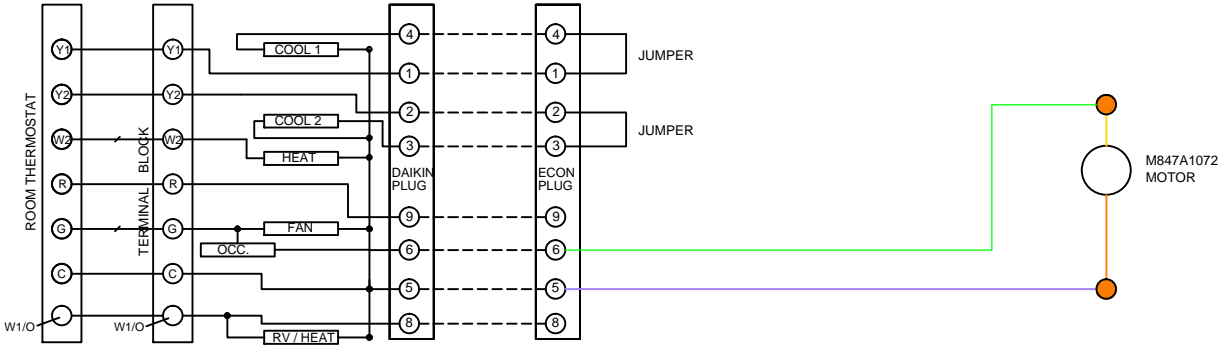 ROOM THERMOSTAT
Y1
Y2
W2
R
G
C
W1/O
TERMINAL BLOCK
Y1
Y2
W2
R
G
C
W1/O
COOL 1
COOL 2
HEAT
FAN
OCC.
RV / HEAT
4
1
2
3
DAIKIN
PLUG
9
6
5
8
4
1
2
3
ECON
PLUG
9
6
5
8
JUMPER
JUMPER
M847A1072
MOTOR